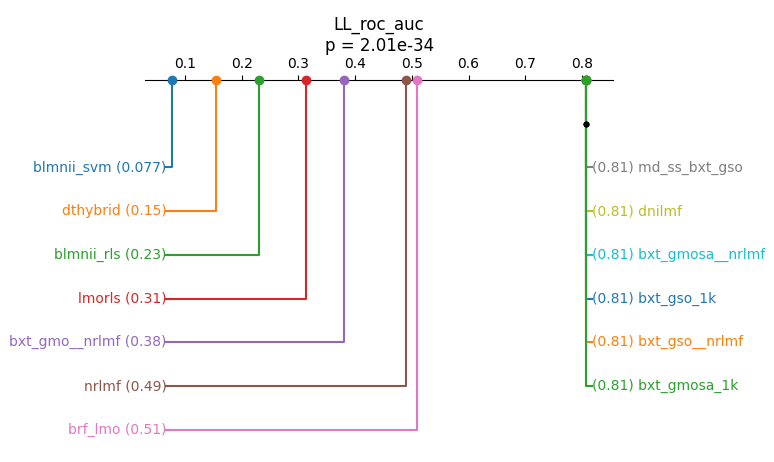 LL_roc_auc
p = 2.01e-34
0.1 0.2 0.3 0.4 0.5 0.6 0.7 0.8
blmnii_svm (0.077)
(0.81) md_ss_bxt_gso
dthybrid (0.15)
(0.81) dnilmf
blmnii_rls (0.23)
(0.81) bxt_gmosa__nrlmf
lmorls (0.31)
(0.81) bxt_gso_1k
bxt_gmo__nrlmf (0.38)
(0.81) bxt_gso__nrlmf
nrlmf (0.49)
(0.81) bxt_gmosa_1k
brf_lmo (0.51)